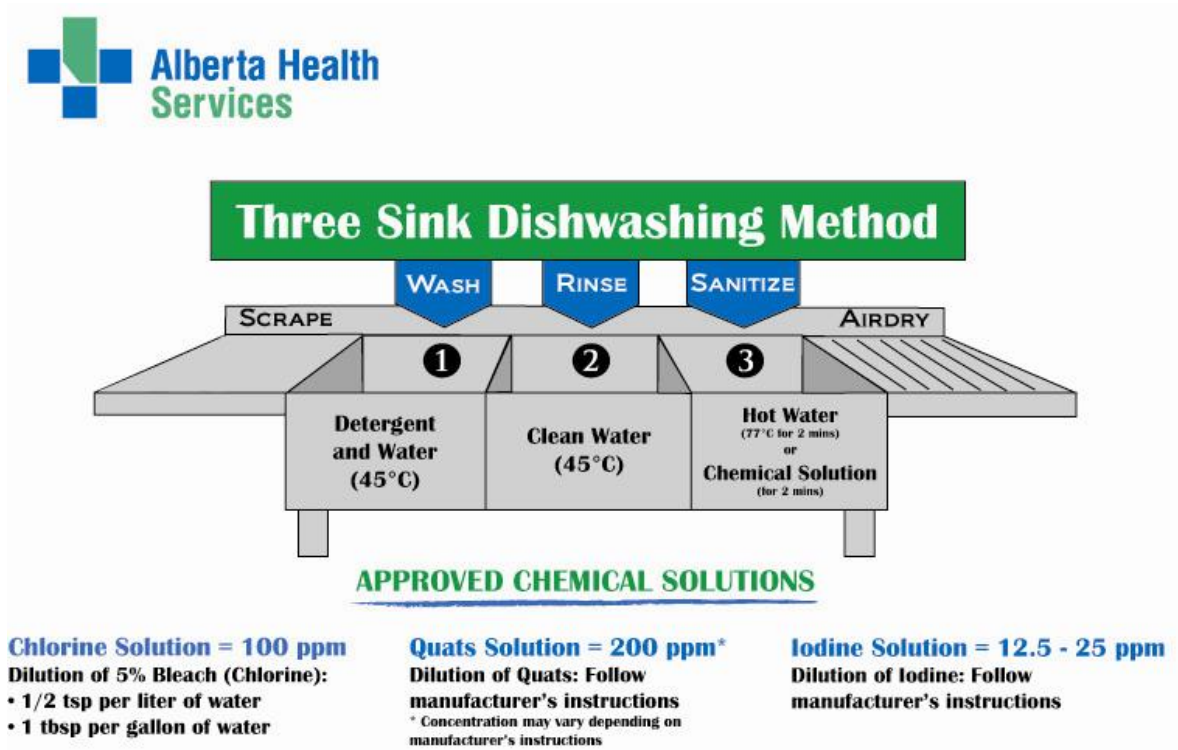 Alberta Health
Services
Three Sink Dishwashing Method
WASH
RINSE
SANITIZE
SCRAPE
AIRDRY
1
2
3
Detergent
and Water
(45°C)
Clean Water
(45°C)
Hot Water
(77°C for 2 mins)
or
Chemical Solution
(for 2 mins)
APPROVED CHEMICAL SOLUTIONS
Chlorine Solution = 100 ppm
Dilution of 5% Bleach (Chlorine):
• 1/2 tsp per liter of water
• 1 tbsp per gallon of water
Quats Solution = 200 ppm*
Dilution of Quats: Follow
manufacturer's instructions
* Concentration may vary depending on
manufacturer's instructions
Iodine Solution = 12.5 - 25 ppm
Dilution of Iodine: Follow
manufacturer's instructions